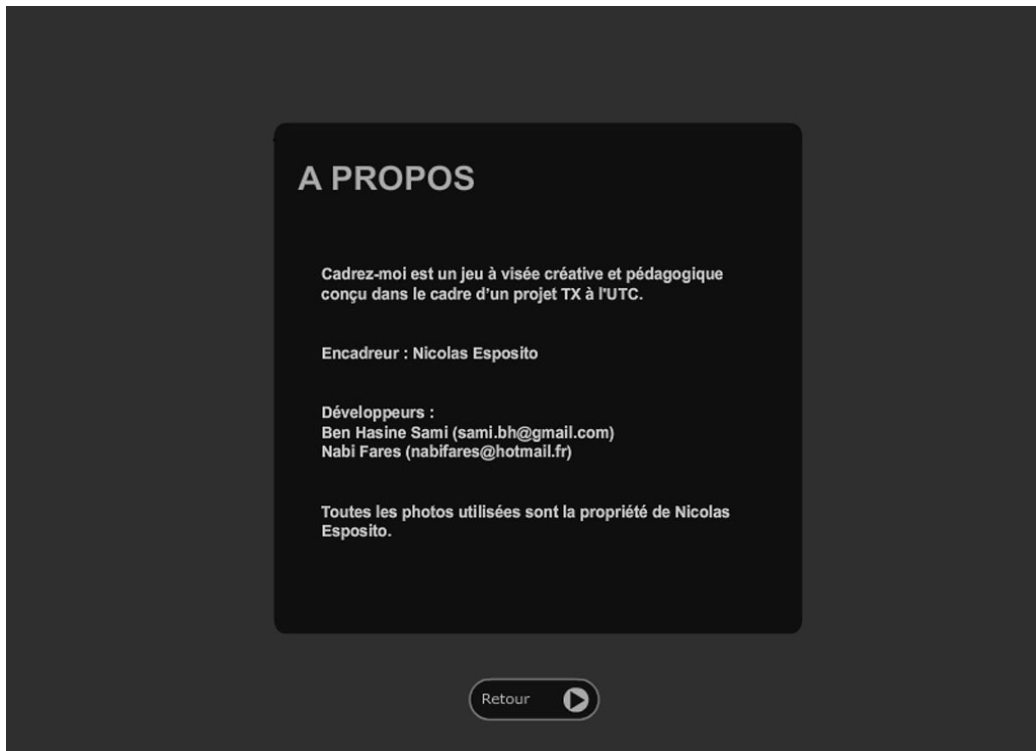 A PROPOS
Cadrez-moi est un jeu à visée créative et pédagogique
conçu dans le cadre d'un projet TX à l'UTC.
Encadreur : Nicolas Esposito
Développeurs :
Ben Hasine Sami (sami.bh@gmail.com)
Nabi Fares (nabifares@hotmail.fr)
Toutes les photos utilisées sont la propriété de Nicolas
Esposito.
Retour